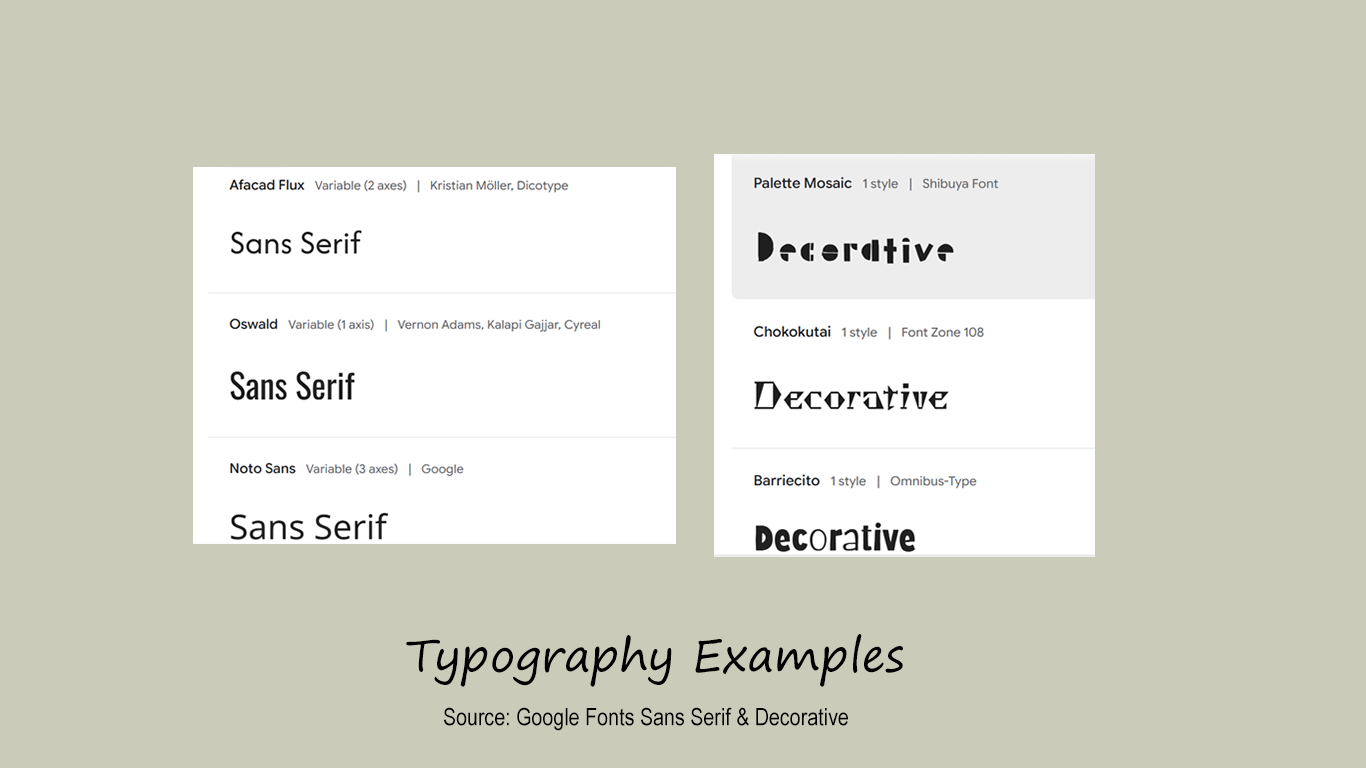 Afacad Flux Variable (2 axes) | Kristian Möller, Dicotype
Sans Serif
Oswald Variable (1 axis) | Vernon Adams, Kalapi Gajjar, Cyreal
Sans Serif
Noto Sans Variable (3 axes) | Google
Sans Serif
Palette Mosaic 1 style | Shibuya Font
Decorative
Chokokutai 1 style | Font Zone 108
Decorative
Barriecito 1 style | Omnibus-Type
Decorative
Typography Examples
Source: Google Fonts Sans Serif & Decorative